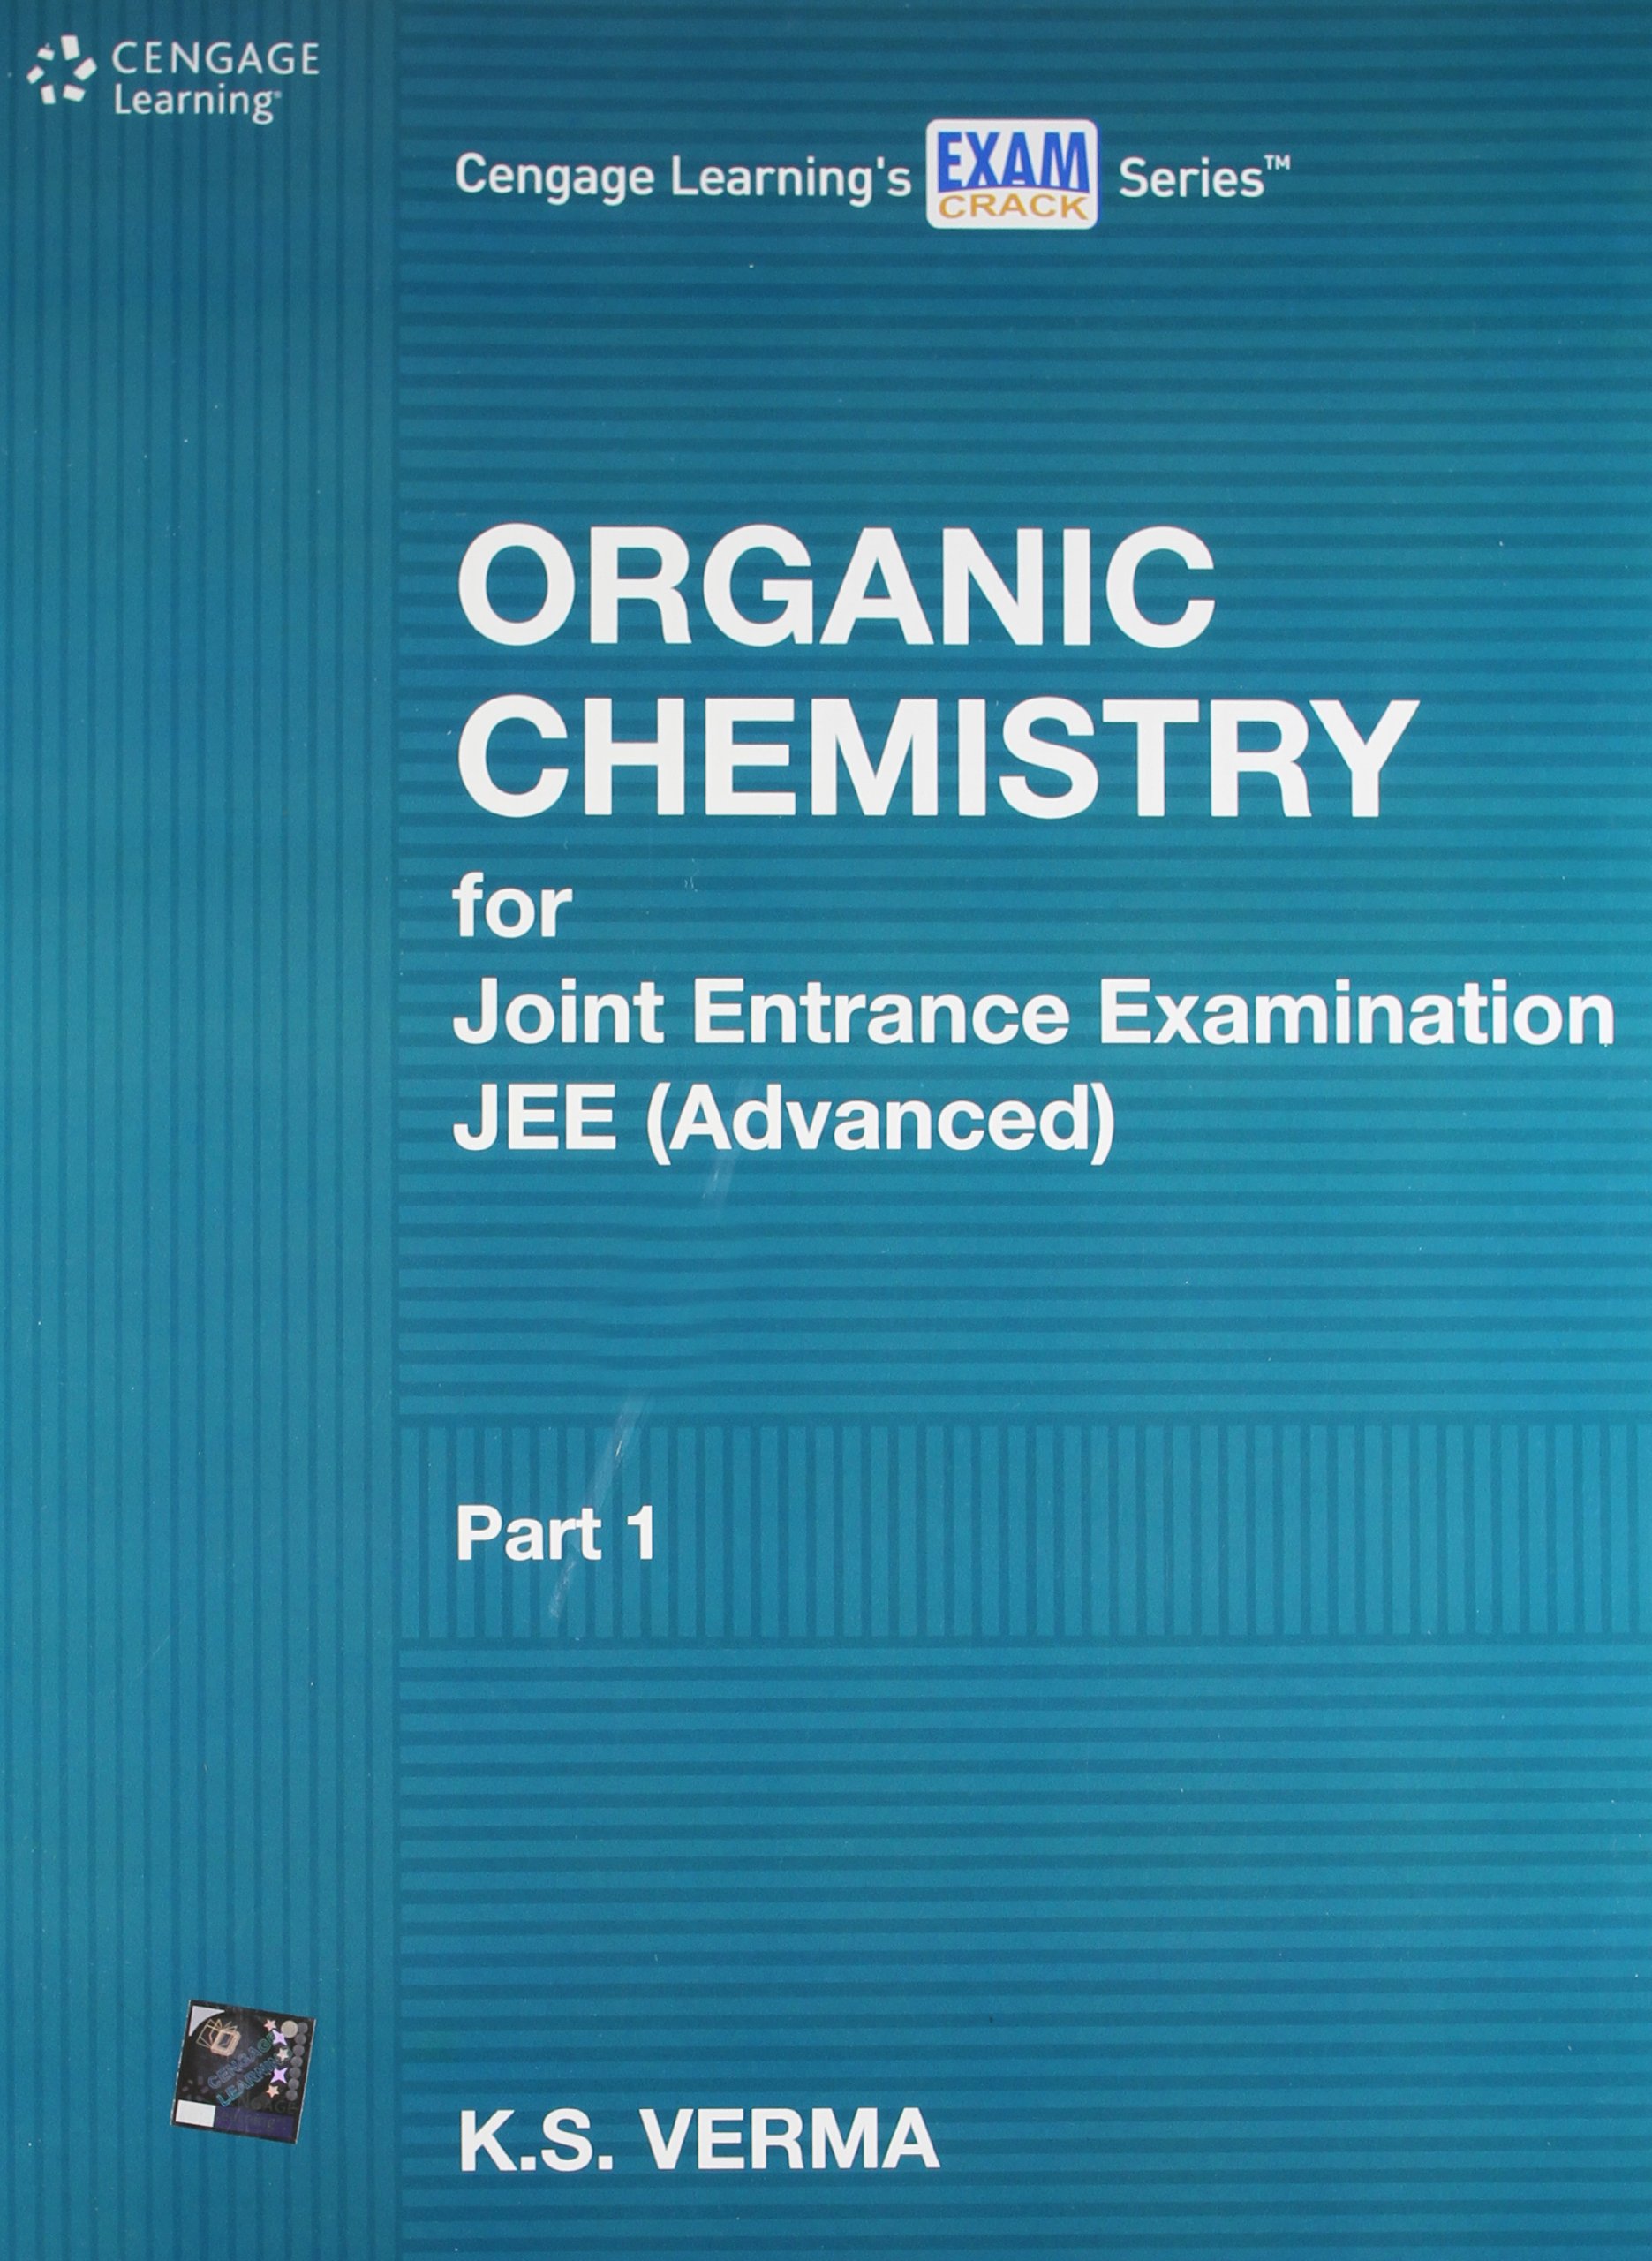 CENGAGE
Learning®
Cengage Learning's EXAM CRACK Series™
ORGANIC
CHEMISTRY
for
Joint Entrance Examination
JEE (Advanced)
Part 1
CENGAGE
LEARNING
K.S. VERMA